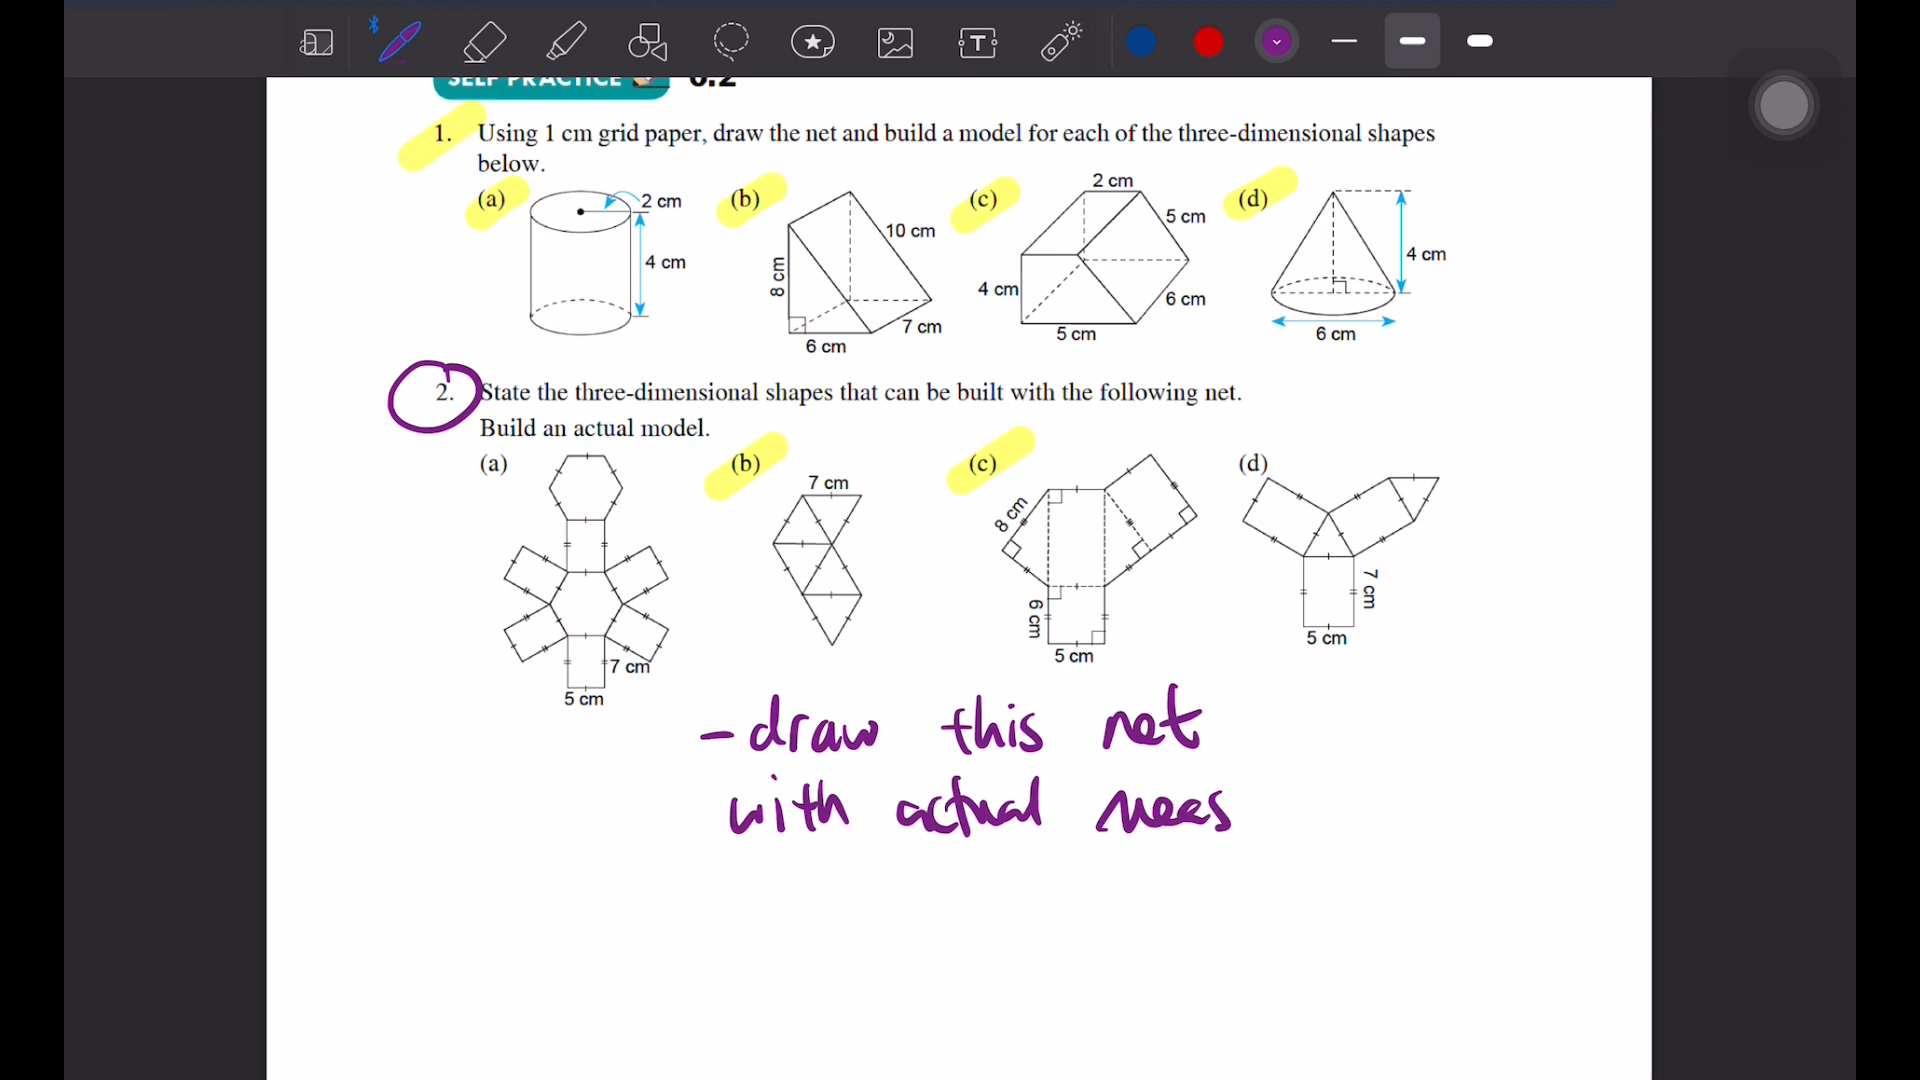 SELF PRACTICE 6.2
1. Using 1 cm grid paper, draw the net and build a model for each of the three-dimensional shapes
below.
(a) 2 cm
4 cm
(b) 10 cm
8 cm
7 cm
6 cm
(c) 2 cm
5 cm
4 cm
6 cm
5 cm
(d) 4 cm
6 cm
2. State the three-dimensional shapes that can be built with the following net.
Build an actual model.
(a) 7 cm
5 cm
(b) 7 cm
(c) 8 cm
6 cm
5 cm
(d) 7 cm
5 cm
- draw this net
with actual meas
T